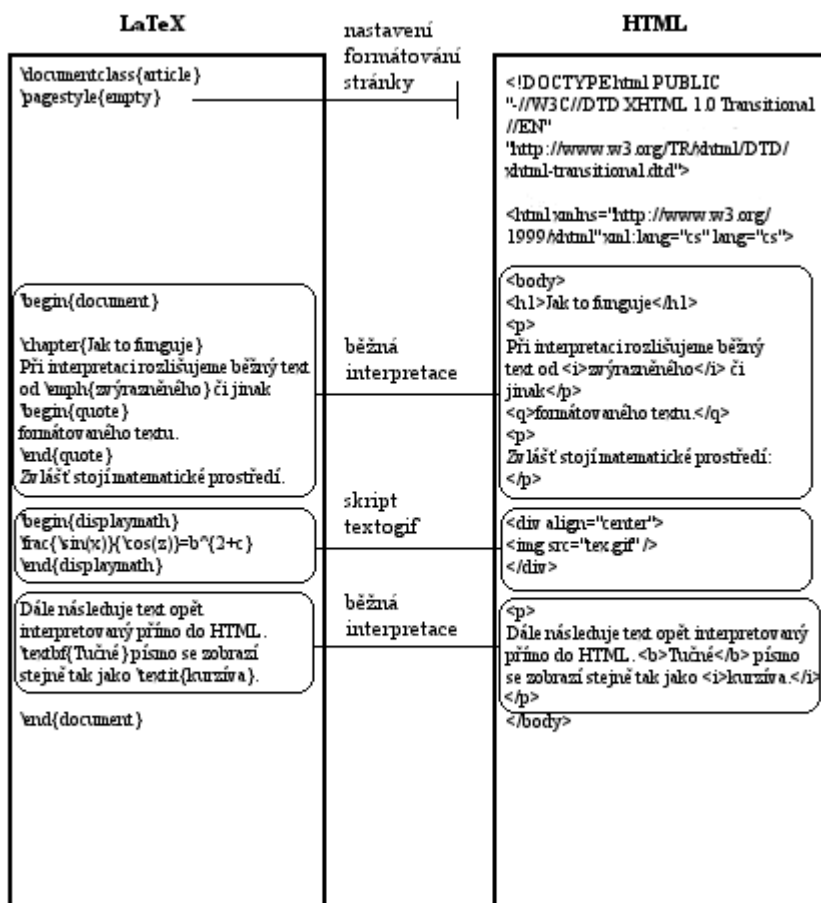 LaTeX
\documentclass{article}
\pagestyle{empty}
\begin{document}
\chapter{Jak to funguje}
Při interpretaci rozlišujeme běžný text
od \emph{zvýrazněného} či jinak
\begin{quote}
formátovaného textu.
\end{quote}
Zvlášť stojí matematické prostředí.
\begin{displaymath}
\frac{\sin(x)}{\cos(z)}=b^{2+c}
\end{displaymath}
Dále následuje text opět
interpretovaný přímo do HTML.
\textbf{Tučné} písmo se zobrazí
stejně tak jako \textit{kurzíva}.
\end{document}
nastavení
formátování
stránky
běžná
interpretace
skript
textogif
běžná
interpretace
HTML
<!DOCTYPE html PUBLIC
"-//W3C//DTD XHTML 1.0 Transitional
//EN"
"http://www.w3.org/TR/xhtml/DTD/
xhtml-transitional.dtd">
<html xmlns="http://www.w3.org/
1999/xhtml" xml:lang="cs" lang="cs">
<body>
<h1>Jak to funguje</h1>
<p>
Při interpretaci rozlišujeme běžný
text od <i>zvýrazněného</i> či
jinak</p>
<q>formátovaného textu.</q>
<p>
Zvlášť stojí matematické prostředí:
</p>
<div align="center">
<img src="tex.gif" />
</div>
<p>
Dále následuje text opět interpretovaný
přímo do HTML. <b>Tučné</b> písmo
se zobrazí stejně tak jako <i>kurzíva.</i>
</p>
</body>